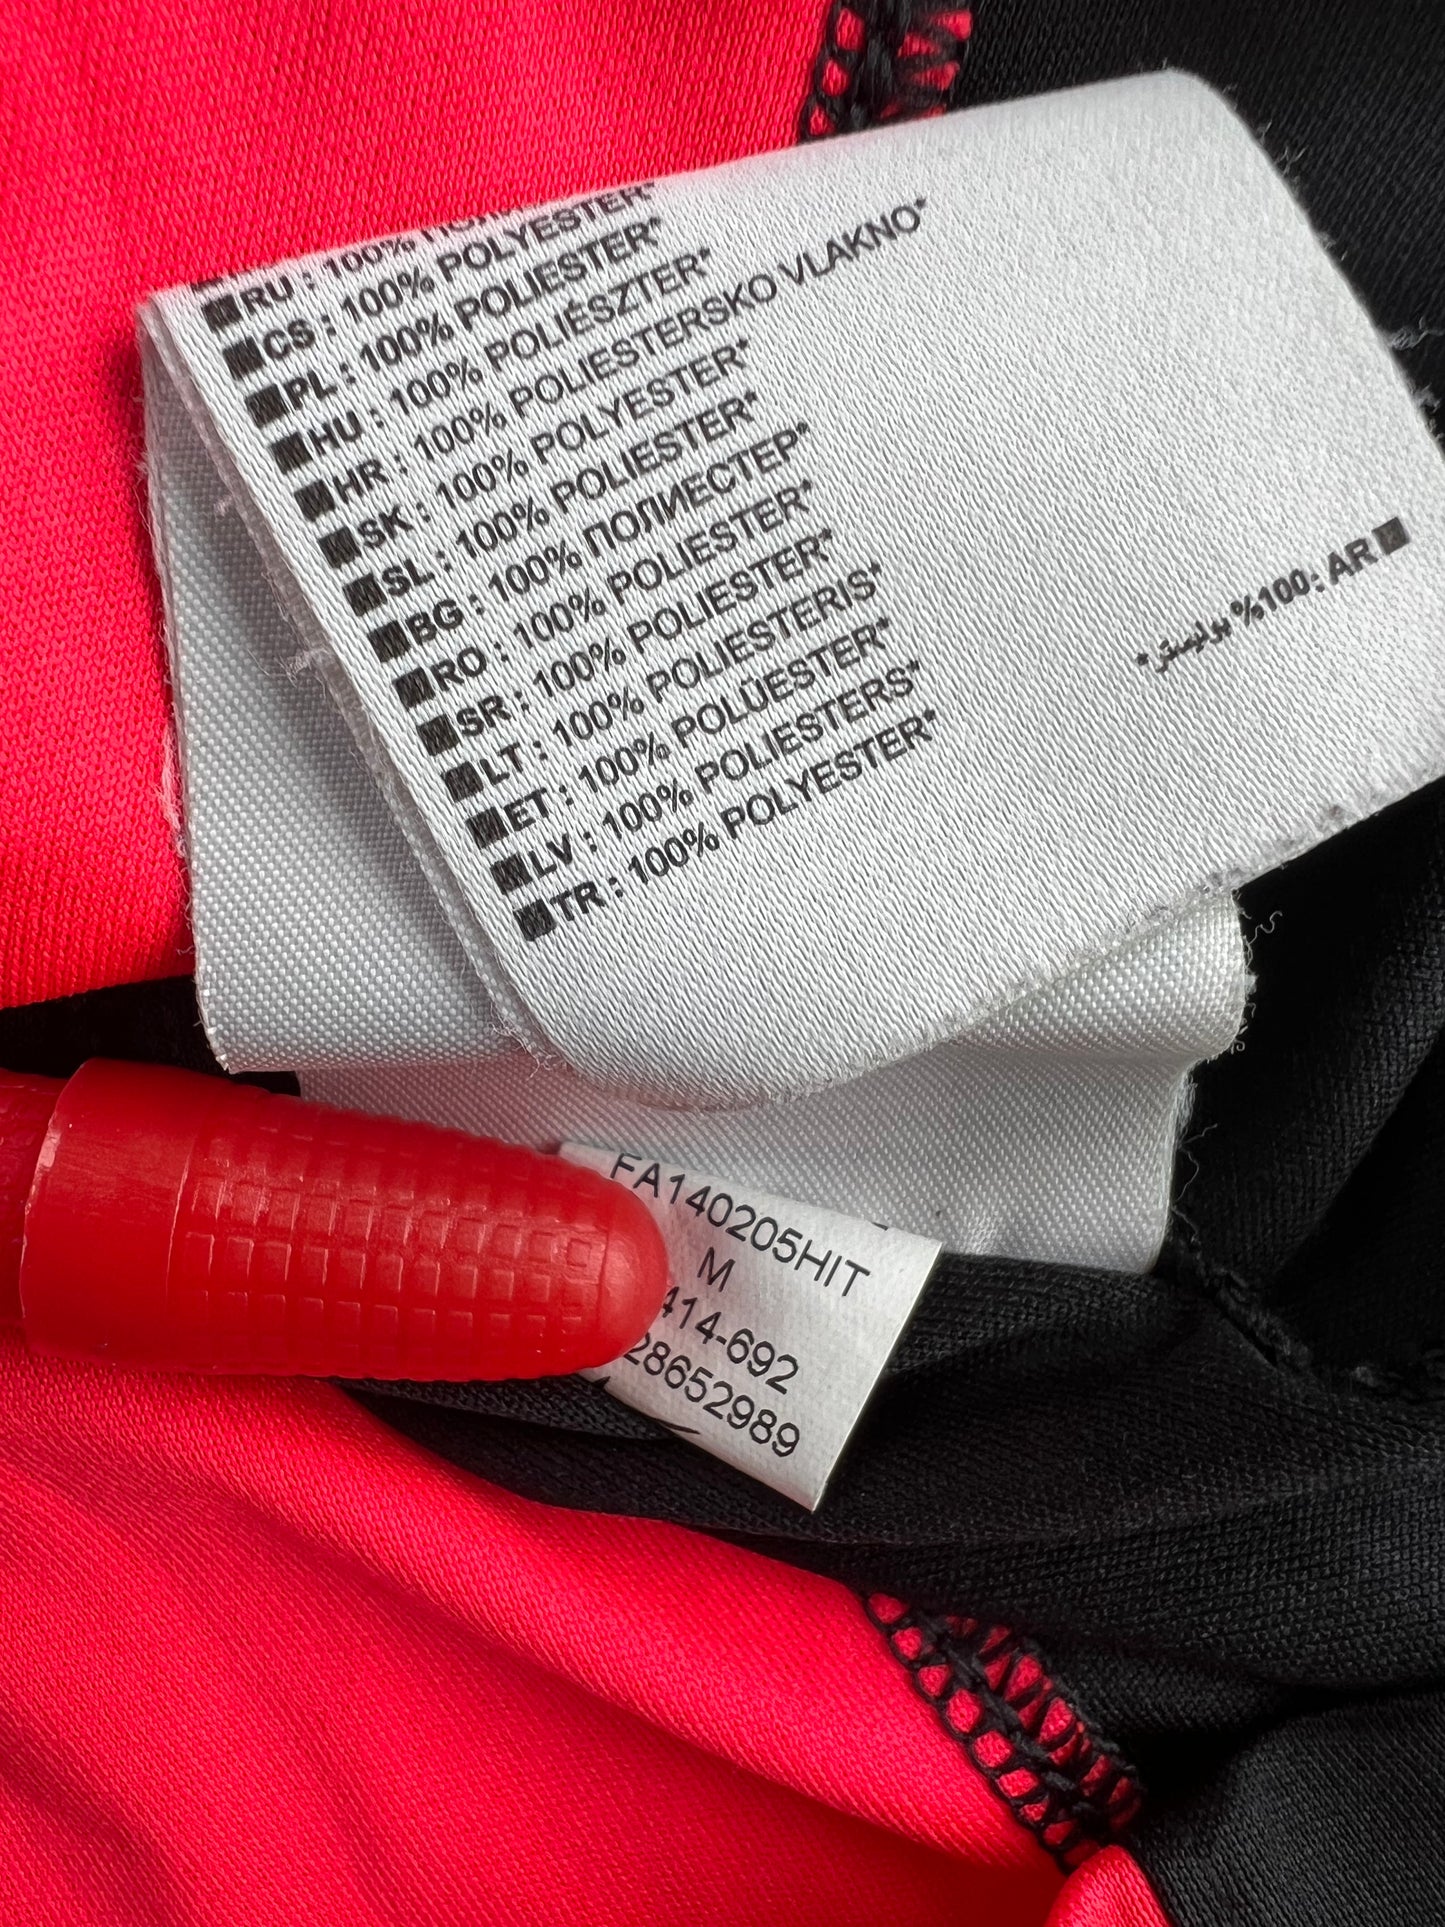 RU : 100%
CS : 100% POLYESTER*
PL : 100% POLIESTER*
HU : 100% POLIÉSZTER*
HR : 100% POLIESTERSKO VLAKNO*
SK : 100% POLYESTER*
SL : 100% POLIESTER*
BG : 100% ПОЛИЕСТЕР*
RO : 100% POLIESTER*
SR : 100% POLIESTER*
LT : 100% POLIESTERIS*
ET : 100% POLÜESTER*
LV : 100% POLIESTERS*
TR : 100% POLYESTER*
AR :100% بوليستر*
FA140205HIT
M
414-692
28652989